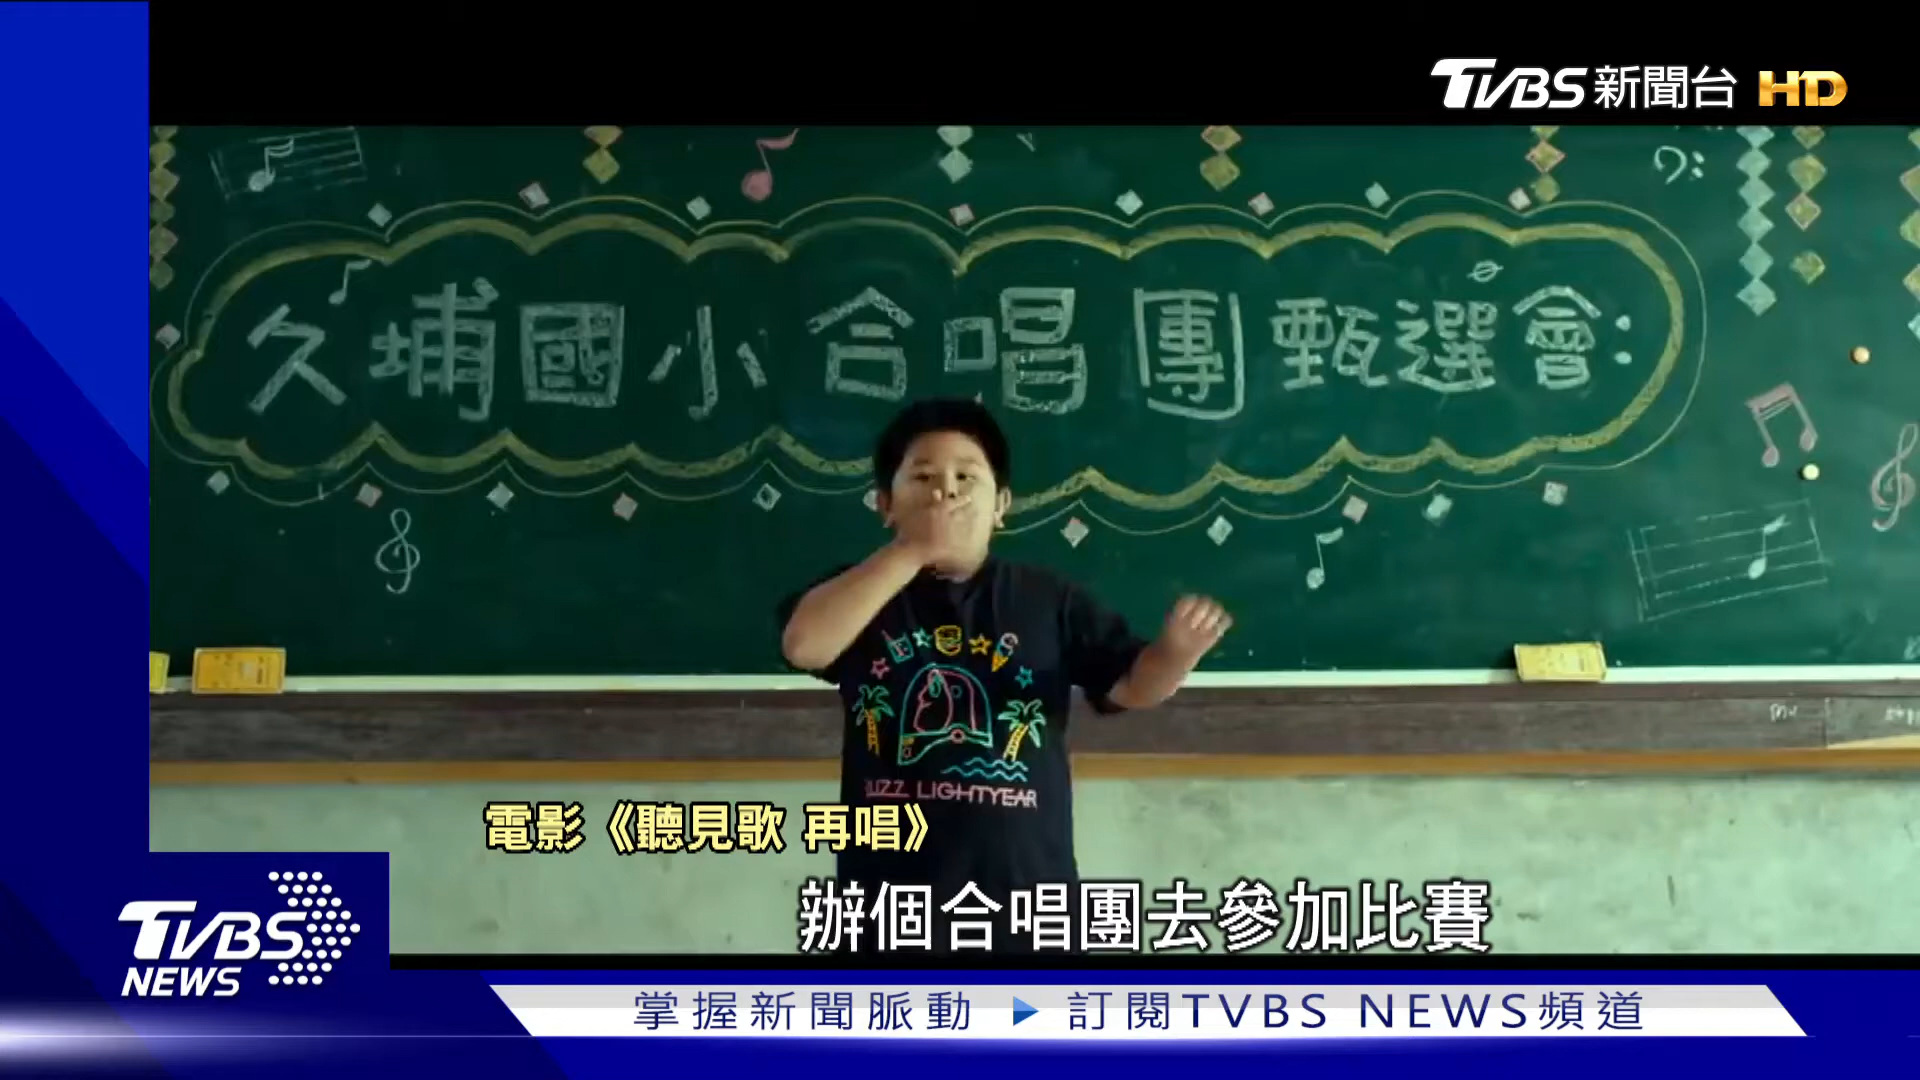 TVBS新聞台 HD
久埔國小合唱團甄選會:
UZZ LIGHTYEAR
電影《聽見歌 再唱》
辦個合唱團去參加比賽
TVBS
NEWS
掌握新聞脈動 ▶ 訂閱TVBS NEWS頻道